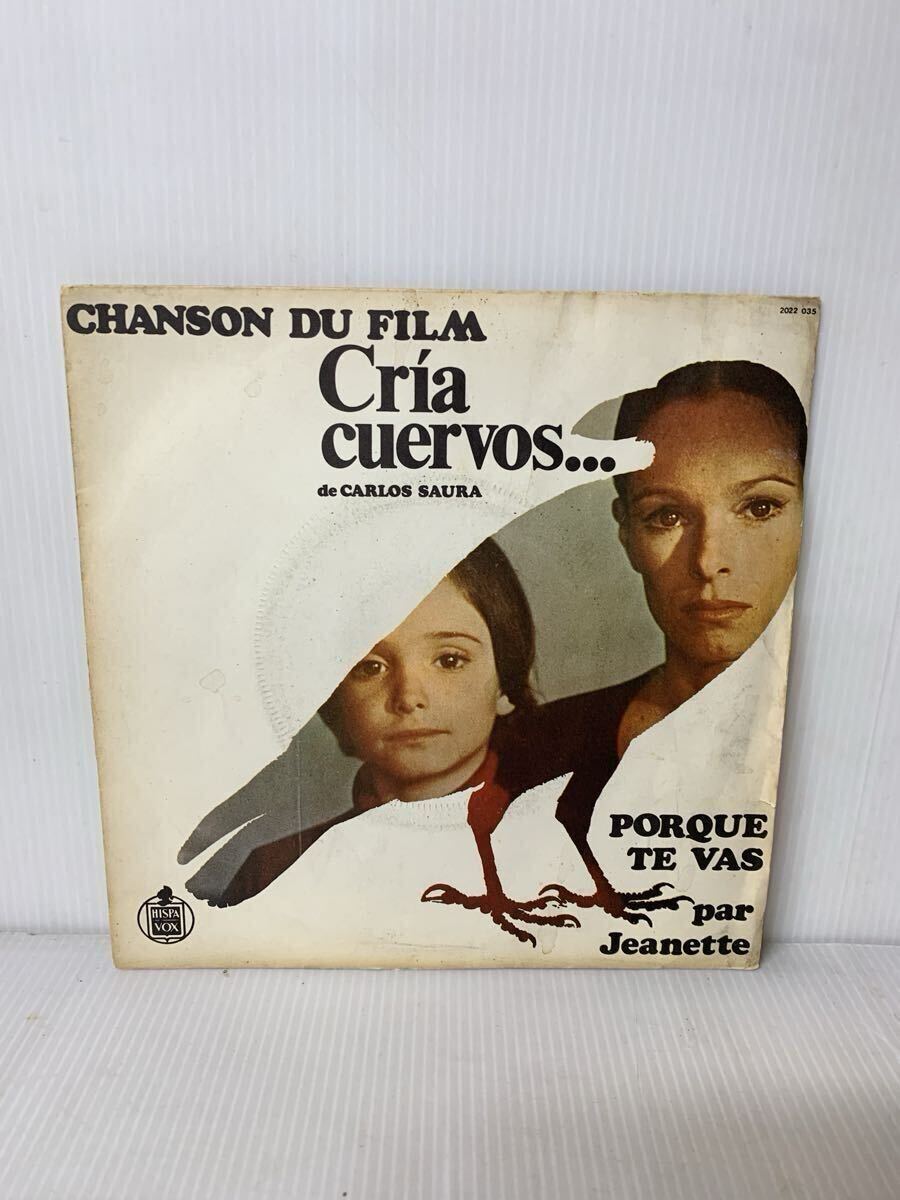 2022 035
CHANSON DU FILM
Cría
cuervos...
de CARLOS SAURA
PORQUE
TE VAS
par
Jeanette
HISPA
VOX